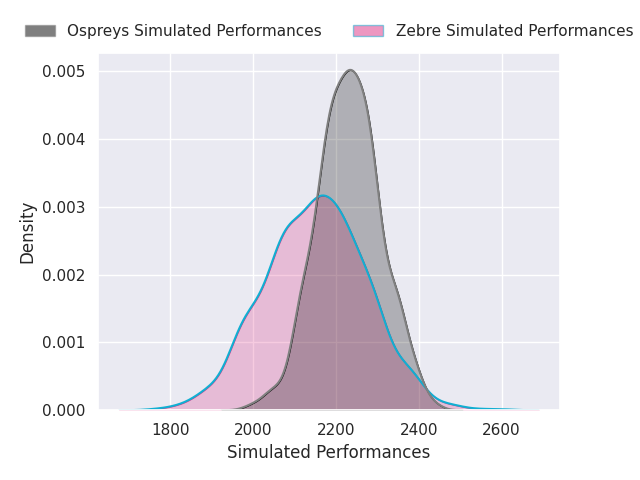 Ospreys Simulated Performances Zebre Simulated Performances
0.005
0.004
0.003
0.002
0.001
0.000
Density
1800 2000 2200 2400 2600
Simulated Performances